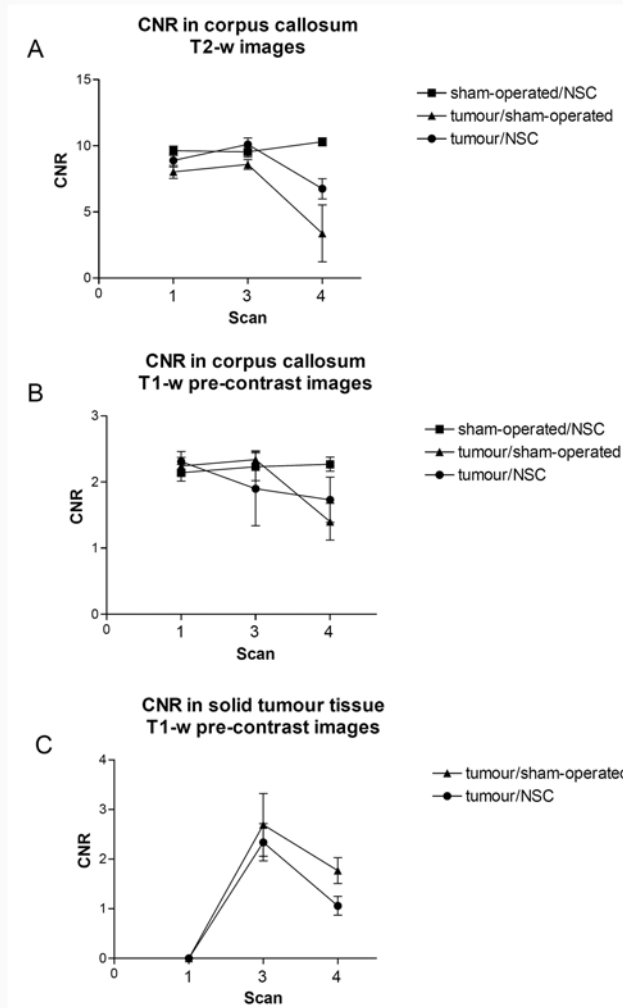 CNR in corpus callosum
T2-w images
A
15
10
5
0
CNR
0
1
3
4
Scan
sham-operated/NSC
tumour/sham-operated
tumour/NSC
CNR in corpus callosum
T1-w pre-contrast images
B
3
2
1
0
CNR
0
1
3
4
Scan
sham-operated/NSC
tumour/sham-operated
tumour/NSC
CNR in solid tumour tissue
T1-w pre-contrast images
C
4
3
2
1
0
CNR
0
1
3
4
Scan
tumour/sham-operated
tumour/NSC